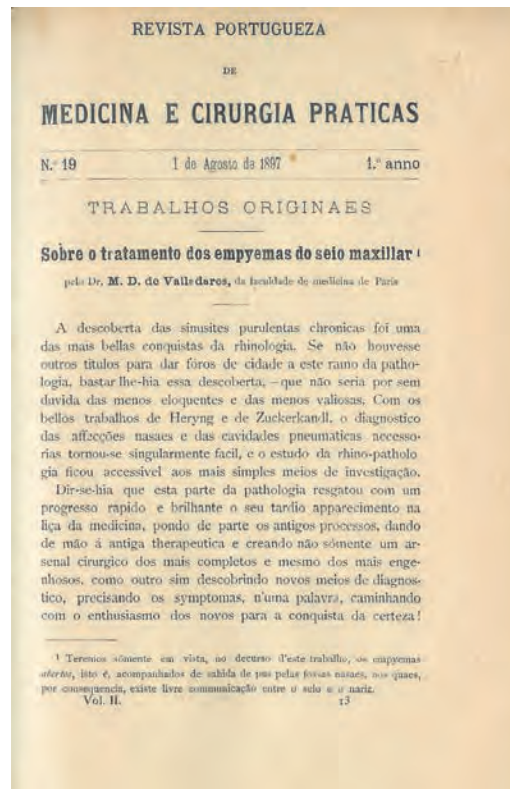 REVISTA PORTUGUEZA
DE
MEDICINA E CIRURGIA PRATICAS
N.º 19 1 de Agosto de 1897 1.º anno
TRABALHOS ORIGINAES
Sobre o tratamento dos empyemas do seio maxillar ¹
pelo Dr. M. D. de Valledares, da faculdade de medicina de Paris
A descoberta das sinusites purulentas chronicas foi uma
das mais bellas conquistas da rhinologia. Se não houvesse
outros titulos para dar fóros de cidade a este ramo da patho-
logia, bastar lhe-hia essa descoberta, — que não seria por sem
duvida das menos eloquentes e das menos valiosas. Com os
bellos trabalhos de Heryng e de Zuckerkandl, o diagnostico
das affecções nasaes e das cavidades pneumaticas accesso-
rias tornou-se singularmente facil, e o estudo da rhino-patholo
gia ficou accessivel aos mais simples meios de investigação.
Dir-se-hia que esta parte da pathologia resgatou com um
progresso rapido e brilhante o seu tardio apparecimento na
liça da medicina, pondo de parte os antigos processos, dando
de mão á antiga therapeutica e creando não sómente um ar-
senal cirurgico dos mais completos e mesmo dos mais enge-
nhosos, como outro sim descobrindo novos meios de diagnos-
tico, precisando os symptomas, n'uma palavra, caminhando
com o enthusiasmo dos novos para a conquista da certeza!
¹ Teremos sómente em vista, no decurso d'este trabalho, os empyemas
abertos, isto é, acompanhados de sahida de pus pelas fossas nasaes, nos quaes,
por consequencia, existe livre communicação entre o seio e o nariz.
Vol. II. 13